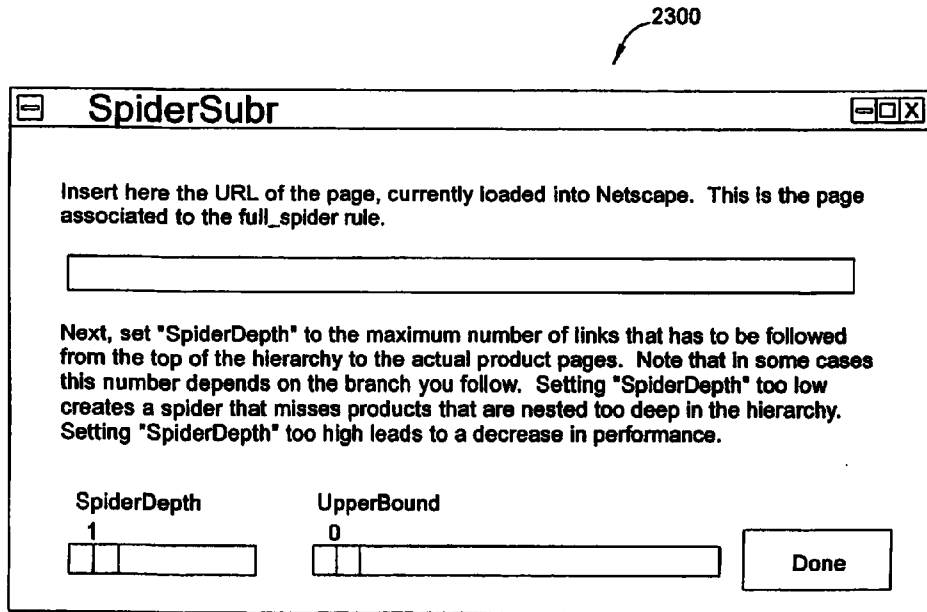 2300
SpiderSubr
Insert here the URL of the page, currently loaded into Netscape. This is the page
associated to the full_spider rule.
Next, set "SpiderDepth" to the maximum number of links that has to be followed
from the top of the hierarchy to the actual product pages. Note that in some cases
this number depends on the branch you follow. Setting "SpiderDepth" too low
creates a spider that misses products that are nested too deep in the hierarchy.
Setting "SpiderDepth" too high leads to a decrease in performance.
SpiderDepth UpperBound
1 0
Done